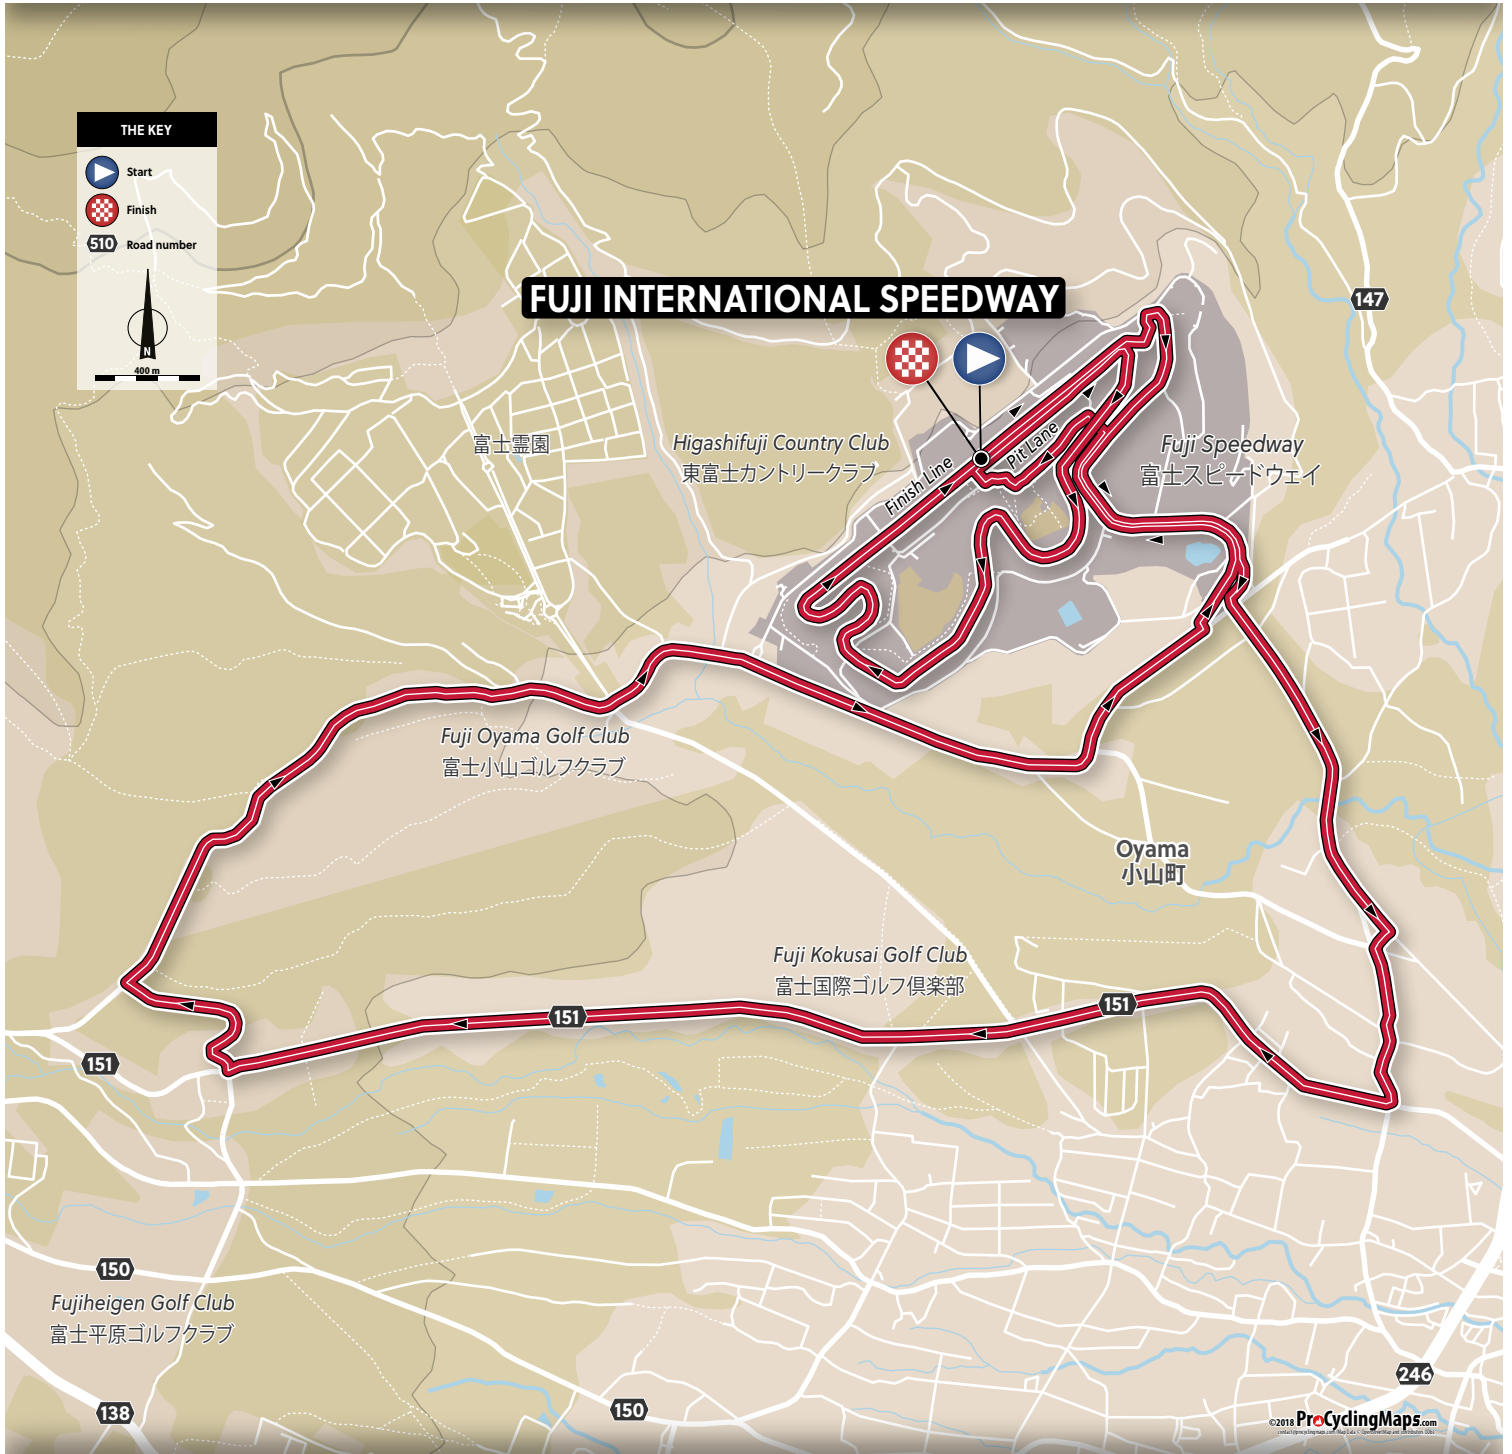 THE KEY
Start
Finish
510 Road number
N
400 m
FUJI INTERNATIONAL SPEEDWAY
147
富士霊園
Higashifuji Country Club
東富士カントリークラブ
Finish Line
Pit Lane
Fuji Speedway
富士スピードウェイ
Fuji Oyama Golf Club
富士小山ゴルフクラブ
Oyama
小山町
Fuji Kokusai Golf Club
富士国際ゴルフ倶楽部
151
151
151
150
Fujiheigen Golf Club
富士平原ゴルフクラブ
138
150
246
©2018 ProCyclingMaps.com